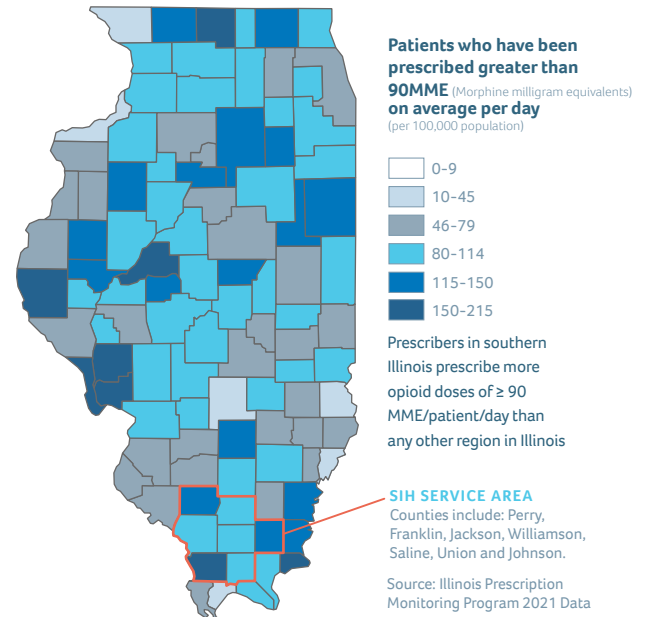 Patients who have been
prescribed greater than
90MME (Morphine milligram equivalents)
on average per day
(per 100,000 population)
0-9
10-45
46-79
80-114
115-150
150-215
Prescribers in southern
Illinois prescribe more
opioid doses of ≥ 90
MME/patient/day than
any other region in Illinois
SIH SERVICE AREA
Counties include: Perry,
Franklin, Jackson, Williamson,
Saline, Union and Johnson.
Source: Illinois Prescription
Monitoring Program 2021 Data